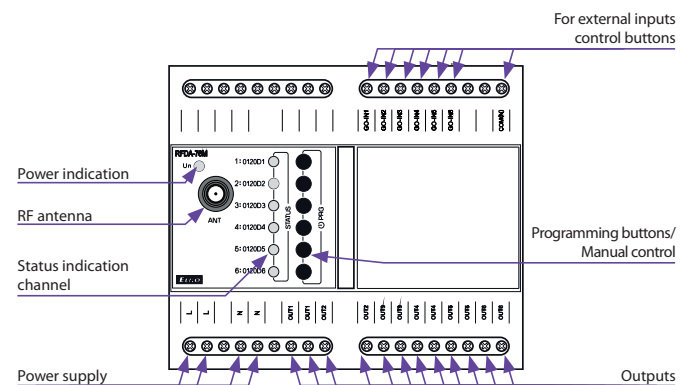 For external inputs
control buttons
GO-IN1
GO-IN2
GO-IN3
GO-IN4
GO-IN5
GO-IN6
COM(N)
RFDA-76M
Un
1: 0120D1
2: 0120D2
3: 0120D3
4: 0120D4
5: 0120D5
6: 0120D6
STATUS
PRG
ANT
Power indication
RF antenna
Status indication
channel
Programming buttons/
Manual control
L
L
N
N
OUT1
OUT1
OUT2
OUT2
OUT3
OUT3
OUT4
OUT4
OUT5
OUT5
OUT6
OUT6
Power supply
Outputs